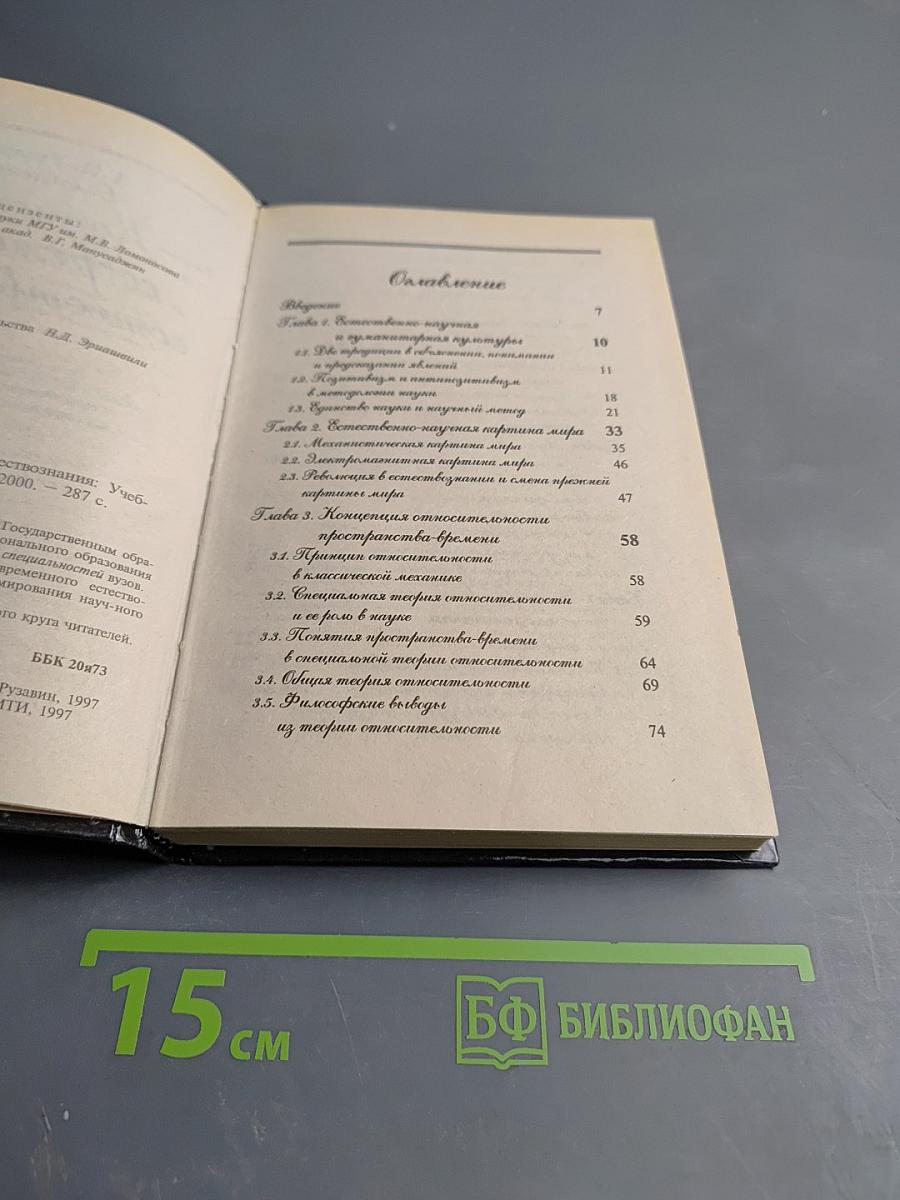 цензенты:
МГУ им. М.В. Ломоносова
акад. В.Г. Манусаджян
Н.Д. Эриашвили
ествознания: Учеб-
2000. — 287 с.
Государственным обра-
онального образования
специальностей вузов.
временного естество-
мирования науч-ного
ого круга читателей.
ББК 20я73
Рузавин, 1997
ИТИ, 1997
Оглавление
Введение 7
Глава 1. Естественно-научная
и гуманитарная культуры 10
1.1. Две традиции в объяснении, понимании
и предсказании явлений 11
1.2. Позитивизм и антипозитивизм
в методологии науки 18
1.3. Единство науки и научный метод 21
Глава 2. Естественно-научная картина мира 33
2.1. Механистическая картина мира 35
2.2. Электромагнитная картина мира 46
2.3. Революция в естествознании и смена прежней
картины мира 47
Глава 3. Концепция относительности
пространства-времени 58
3.1. Принцип относительности
в классической механике 58
3.2. Специальная теория относительности
и ее роль в науке 59
3.3. Понятия пространства-времени
в специальной теории относительности 64
3.4. Общая теория относительности 69
3.5. Философские выводы
из теории относительности 74
15 см
БФ БИБЛИОФАН